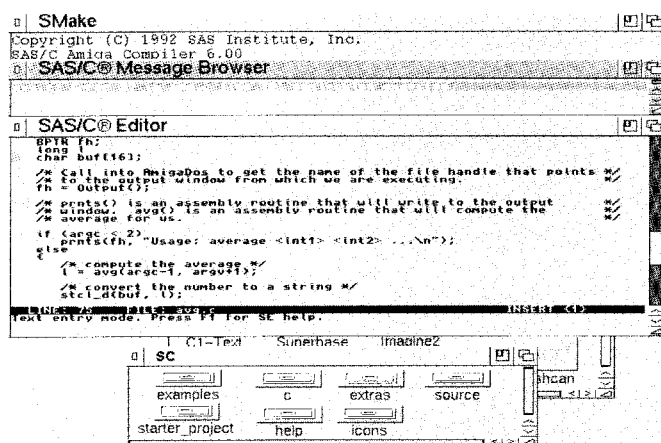 SMake
Copyright (C) 1992 SAS Institute, Inc.
SAS/C Amiga Compiler 6.00
SAS/C® Message Browser
SAS/C® Editor
BPTR fh;
long l
char buf[16];
/* Call into AmigaDos to get the name of the file handle that points */
/* to the output window from which we are executing. */
fh = Output();
/* prnts() is an assembly routine that will write to the output */
/* window. avg() is an assembly routine that will compute the */
/* average for us. */
if (argc < 2)
prnts(fh, "Usage: average <int1> <int2> ...\n");
else
{
/* compute the average */
l = avg(argc-1, argv+1);
/* convert the number to a string */
stcl_d(buf, l);
LINE: 75 FILE: avg.c INSERT <1>
Text entry mode. Press F1 for SE help.
C1-Text Superbase Imagine2
sc
shcan
examples c extras source
starter_project help icons